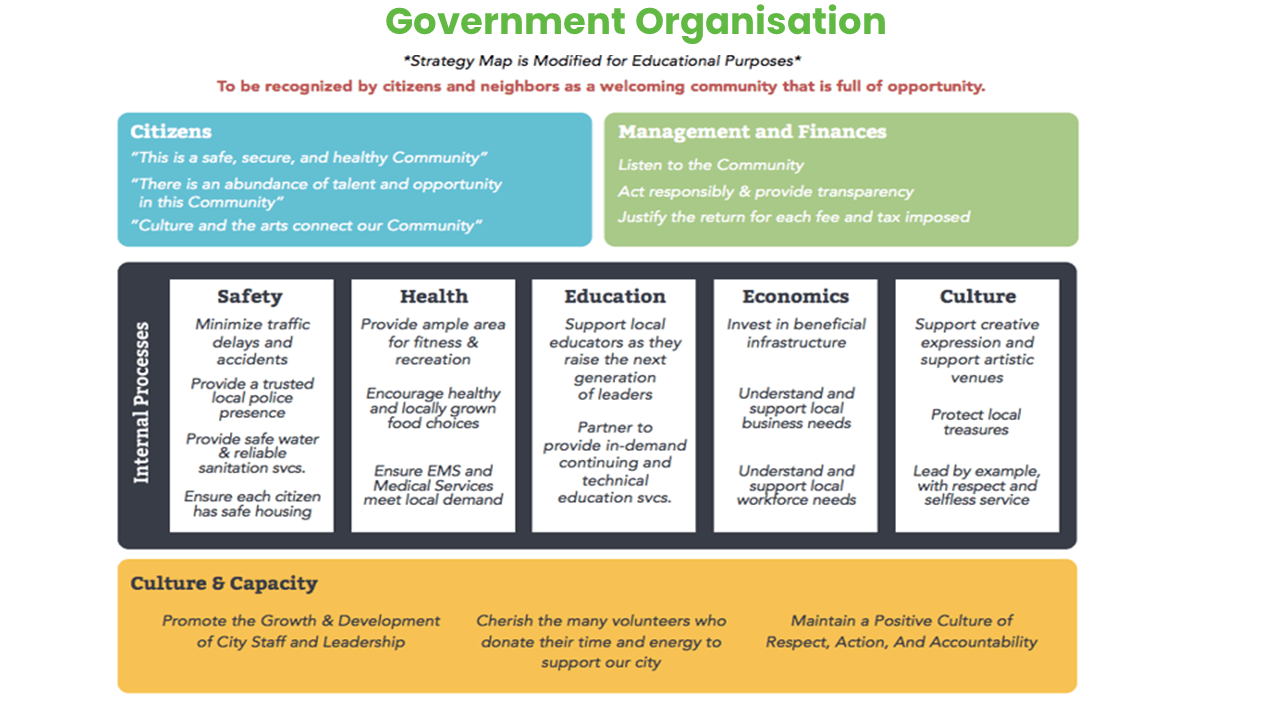 Government Organisation
*Strategy Map is Modified for Educational Purposes*
To be recognized by citizens and neighbors as a welcoming community that is full of opportunity.
Citizens
"This is a safe, secure, and healthy Community"
"There is an abundance of talent and opportunity
in this Community"
"Culture and the arts connect our Community"
Management and Finances
Listen to the Community
Act responsibly & provide transparency
Justify the return for each fee and tax imposed
Internal Processes
Safety
Minimize traffic
delays and
accidents
Provide a trusted
local police
presence
Provide safe water
& reliable
sanitation svcs.
Ensure each citizen
has safe housing
Health
Provide ample area
for fitness &
recreation
Encourage healthy
and locally grown
food choices
Ensure EMS and
Medical Services
meet local demand
Education
Support local
educators as they
raise the next
generation
of leaders
Partner to
provide in-demand
continuing and
technical
education svcs.
Economics
Invest in beneficial
infrastructure
Understand and
support local
business needs
Understand and
support local
workforce needs
Culture
Support creative
expression and
support artistic
venues
Protect local
treasures
Lead by example,
with respect and
selfless service
Culture & Capacity
Promote the Growth & Development
of City Staff and Leadership
Cherish the many volunteers who
donate their time and energy to
support our city
Maintain a Positive Culture of
Respect, Action, And Accountability